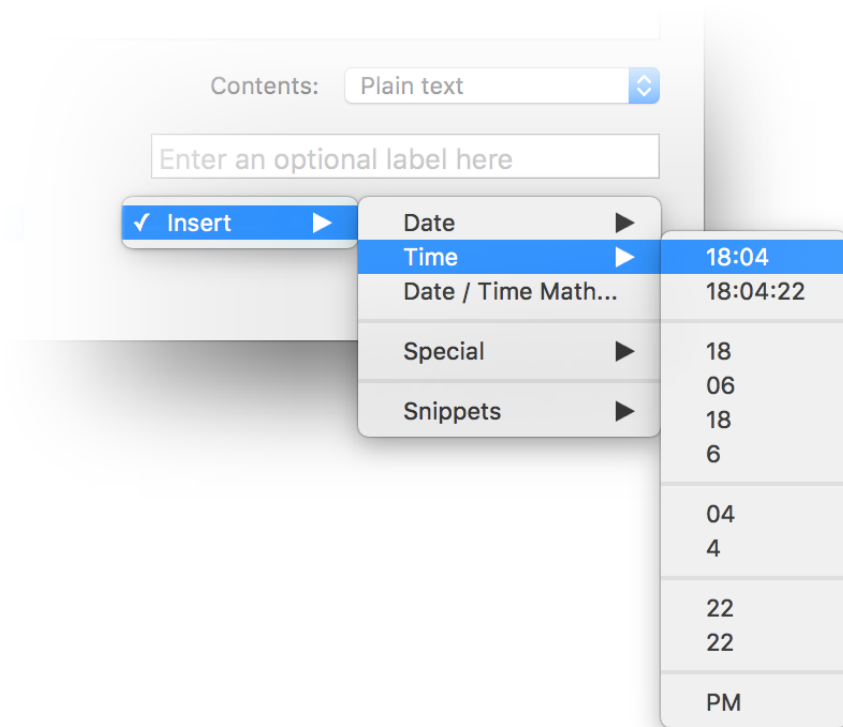 Contents: Plain text
Enter an optional label here
✓ Insert ▶
Date ▶
Time ▶
Date / Time Math...
Special ▶
Snippets ▶
18:04
18:04:22
18
06
18
6
04
4
22
22
PM